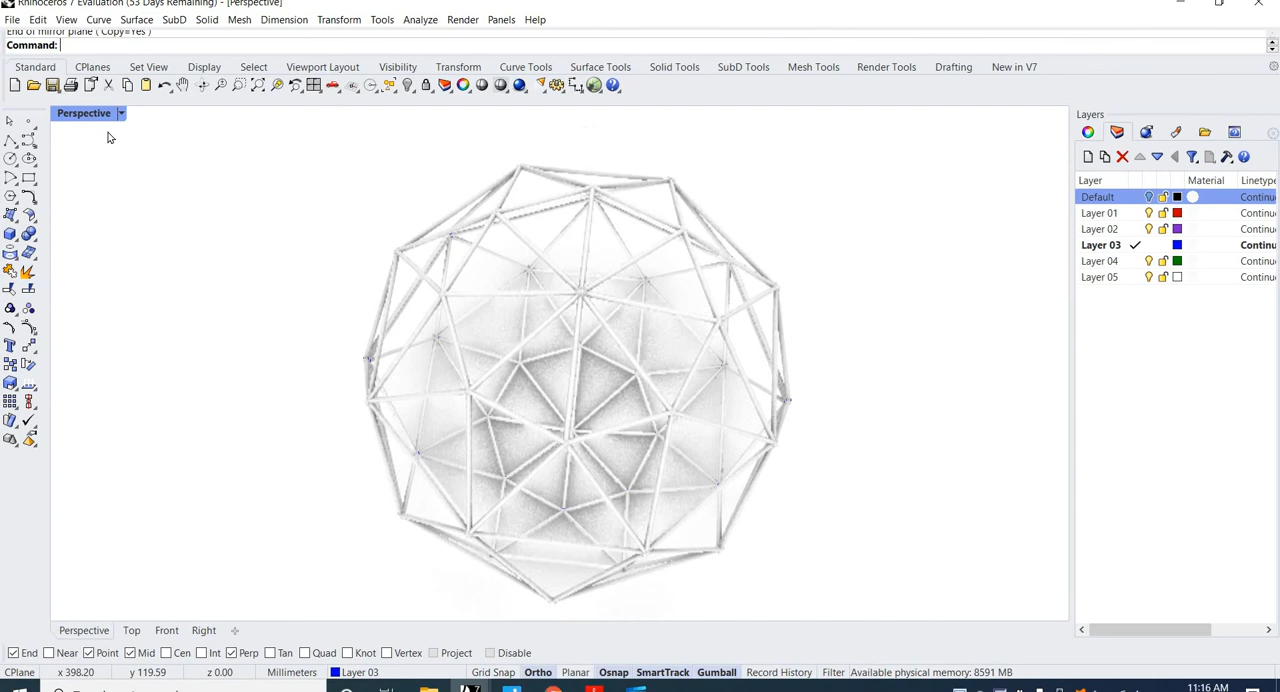 Rhinoceros 7 Evaluation (53 Days Remaining) - [Perspective]
File Edit View Curve Surface SubD Solid Mesh Dimension Transform Tools Analyze Render Panels Help
End of mirror plane ( Copy=Yes )
Command:
Standard CPlanes Set View Display Select Viewport Layout Visibility Transform Curve Tools Surface Tools Solid Tools SubD Tools Mesh Tools Render Tools Drafting New in V7
Perspective
Layers
Layer Material Linetype
Default Continu
Layer 01 Continu
Layer 02 Continu
Layer 03 Continu
Layer 04 Continu
Layer 05 Continu
Perspective Top Front Right
End Near Point Mid Cen Int Perp Tan Quad Knot Vertex Project Disable
CPlane x 398.20 y 119.59 z 0.00 Millimeters Layer 03 Grid Snap Ortho Planar Osnap SmartTrack Gumball Record History Filter Available physical memory: 8591 MB
11:16 AM